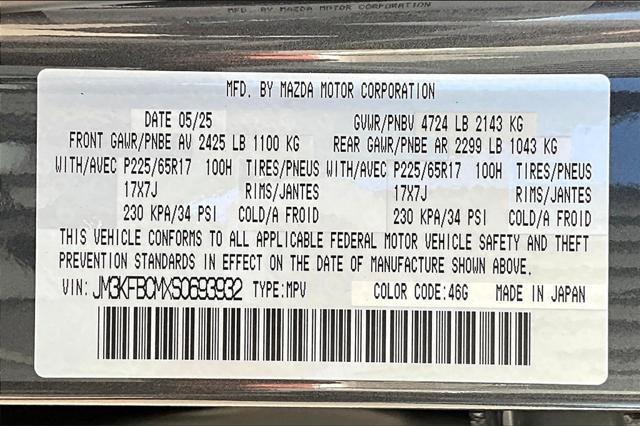 MFD. BY MAZDA MOTOR CORPORATION
DATE 05/25 GVWR/PNBV 4724 LB 2143 KG
FRONT GAWR/PNBE AV 2425 LB 1100 KG REAR GAWR/PNBE AR 2299 LB 1043 KG
WITH/AVEC P225/65R17 100H TIRES/PNEUS WITH/AVEC P225/65R17 100H TIRES/PNEUS
17X7J RIMS/JANTES 17X7J RIMS/JANTES
230 KPA/34 PSI COLD/A FROID 230 KPA/34 PSI COLD/A FROID
THIS VEHICLE CONFORMS TO ALL APPLICABLE FEDERAL MOTOR VEHICLE SAFETY AND THEFT
PREVENTION STANDARDS IN EFFECT ON THE DATE OF MANUFACTURE SHOWN ABOVE.
VIN: JM3KFBCMXS0693932 TYPE:MPV COLOR CODE:46G MADE IN JAPAN